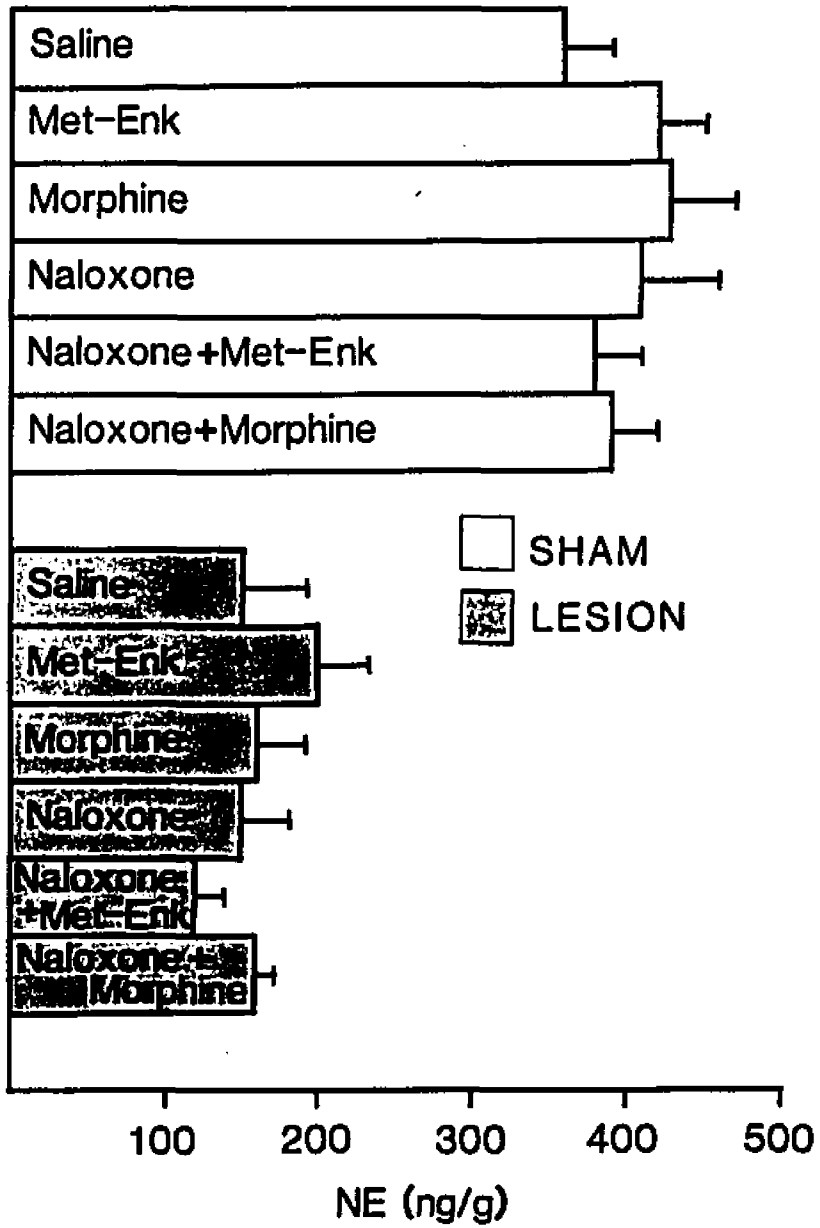 Saline
Met-Enk
Morphine
Naloxone
Naloxone+Met-Enk
Naloxone+Morphine
SHAM
LESION
Saline
Met-Enk
Morphine
Naloxone
Naloxone
+Met-Enk
Naloxone +
Morphine
100 200 300 400 500
NE (ng/g)